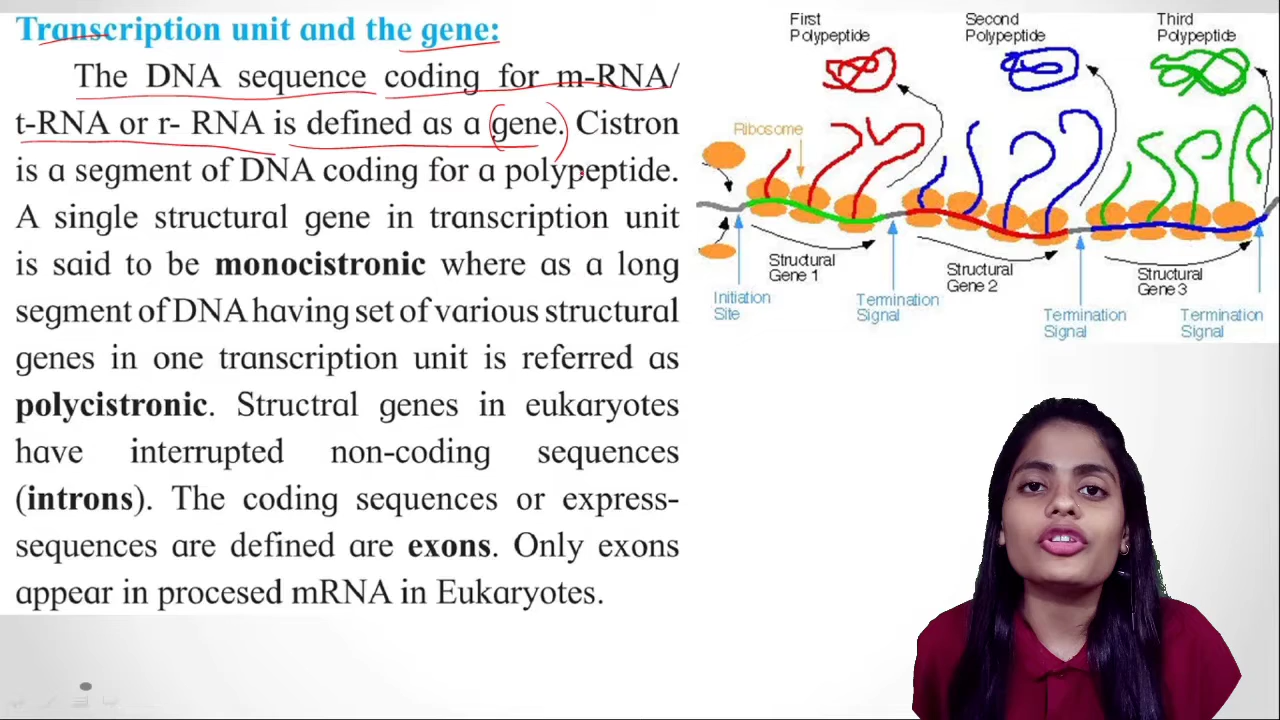 Transcription unit and the gene:
The DNA sequence coding for m-RNA/
t-RNA or r- RNA is defined as a gene. Cistron
is a segment of DNA coding for a polypeptide.
A single structural gene in transcription unit
is said to be monocistronic where as a long
segment of DNA having set of various structural
genes in one transcription unit is referred as
polycistronic. Structral genes in eukaryotes
have interrupted non-coding sequences
(introns). The coding sequences or express-
sequences are defined are exons. Only exons
appear in procesed mRNA in Eukaryotes.
First
Polypeptide
Second
Polypeptide
Third
Polypeptide
Ribosome
Structural
Gene 1
Structural
Gene 2
Structural
Gene 3
Initiation
Site
Termination
Signal
Termination
Signal
Termination
Signal